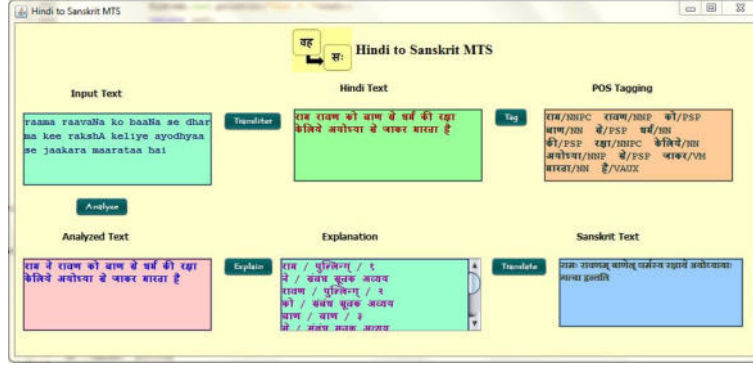 Hindi to Sanskrit MTS
वह
सः
Hindi to Sanskrit MTS
Input Text
Hindi Text
POS Tagging
raama raavaNa ko baaNa se dhar
ma kee rakshA keliye ayodhyaa
se jaakara maarataa hai
Transliter
राम रावण को बाण से धर्म की रक्षा
केलिये अयोध्या से जाकर मारता है
Tag
राम/NNPC रावण/NNP को/PSP
बाण/NN से/PSP धर्म/NN
की/PSP रक्षा/NNPC केलिये/NN
अयोध्या/NNP से/PSP जाकर/VM
मारता/NN है/VAUX
Analyse
Analyzed Text
Explanation
Sanskrit Text
राम ने रावण को बाण से धर्म की रक्षा
केलिये अयोध्या से जाकर मारता है
Explain
राम / पुल्लिन्ग् / १
ने / संबंध सूचक अव्यय
रावण / पुल्लिन्ग् / २
को / संबंध सूचक अव्यय
बाण / बाण / ३
से / संबंध सूचक अव्यय
Translate
रामः रावणम् बाणेन् धर्मस्य रक्षायै अयोध्यायाः
गत्वा हन्तति